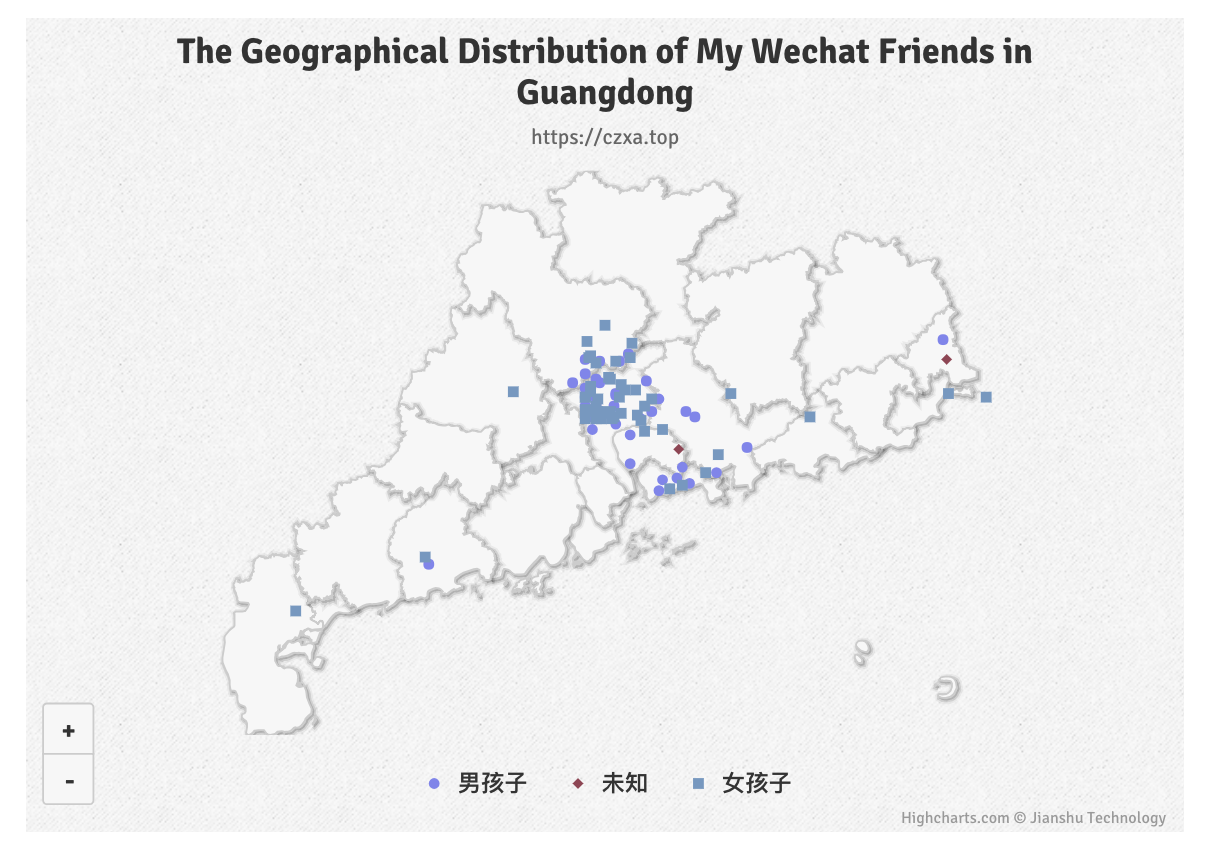 The Geographical Distribution of My Wechat Friends in
Guangdong
https://czxa.top
+
-
男孩子 未知 女孩子
Highcharts.com © Jianshu Technology